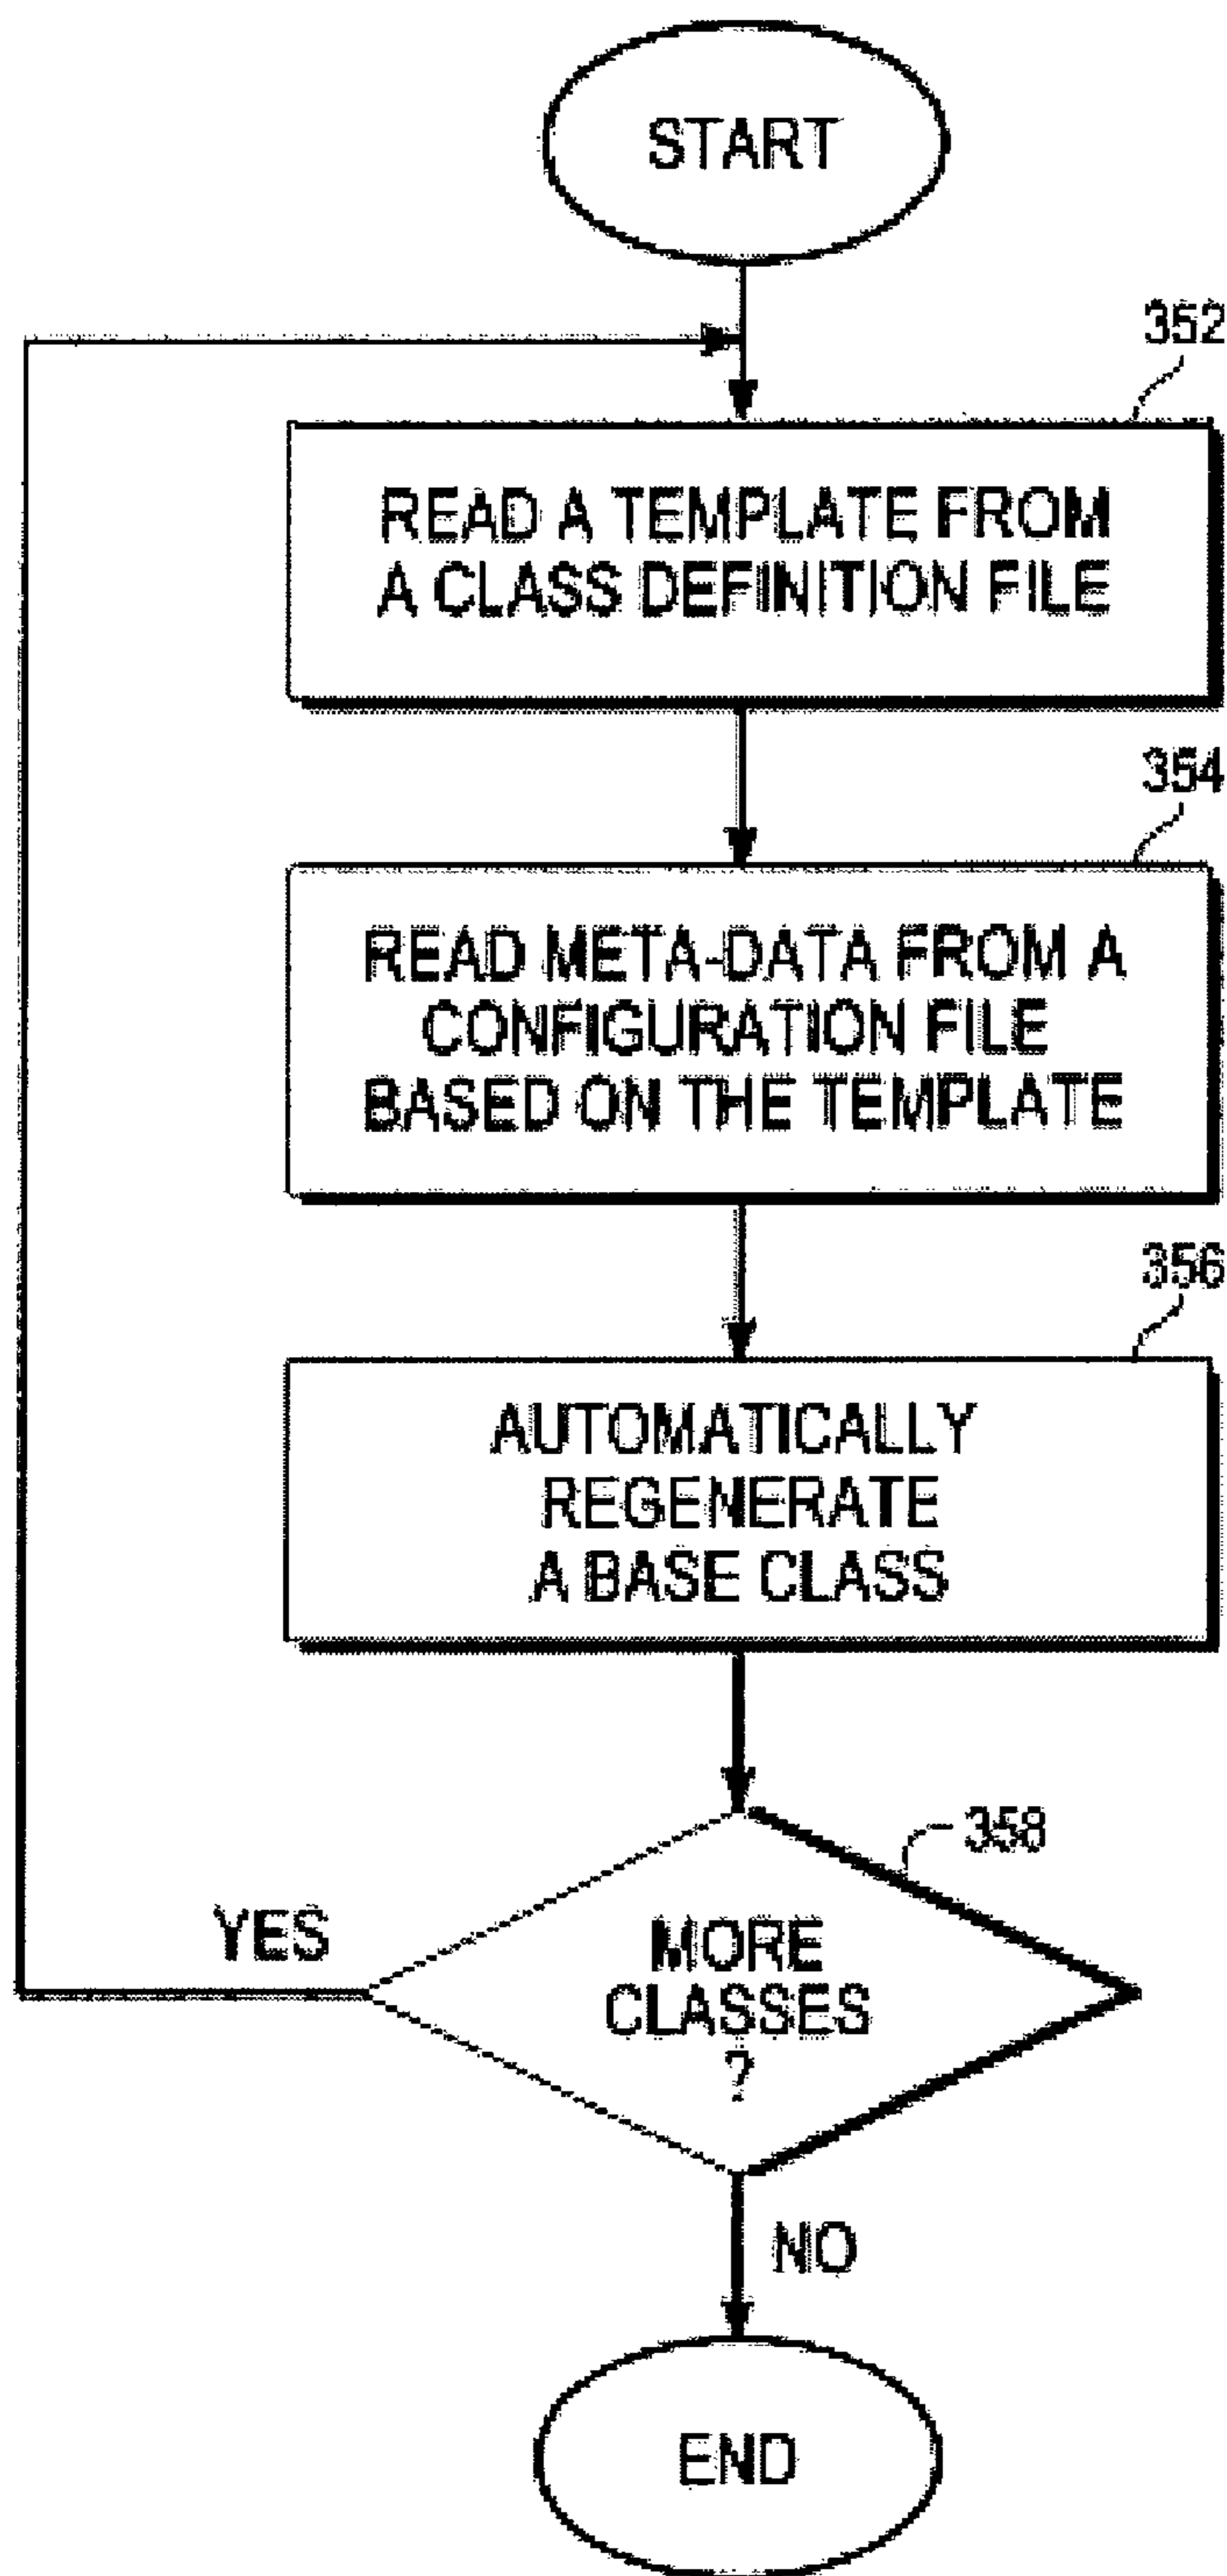 START
352
READ A TEMPLATE FROM
A CLASS DEFINITION FILE
354
READ META-DATA FROM A
CONFIGURATION FILE
BASED ON THE TEMPLATE
356
AUTOMATICALLY
REGENERATE
A BASE CLASS
358
MORE
CLASSES
?
YES
NO
END